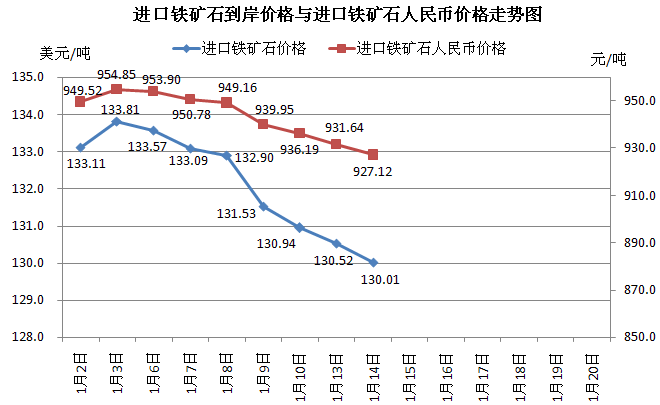 进口铁矿石到岸价格与进口铁矿石人民币价格走势图
美元/吨
进口铁矿石价格
进口铁矿石人民币价格
元/吨
135.0
134.0
133.0
132.0
131.0
130.0
129.0
128.0
950.0
930.0
910.0
890.0
870.0
850.0
949.52
954.85
953.90
950.78
949.16
939.95
936.19
931.64
927.12
133.11
133.81
133.57
133.09
132.90
131.53
130.94
130.52
130.01
1月2日
1月3日
1月6日
1月7日
1月8日
1月9日
1月10日
1月13日
1月14日
1月15日
1月16日
1月17日
1月18日
1月19日
1月20日